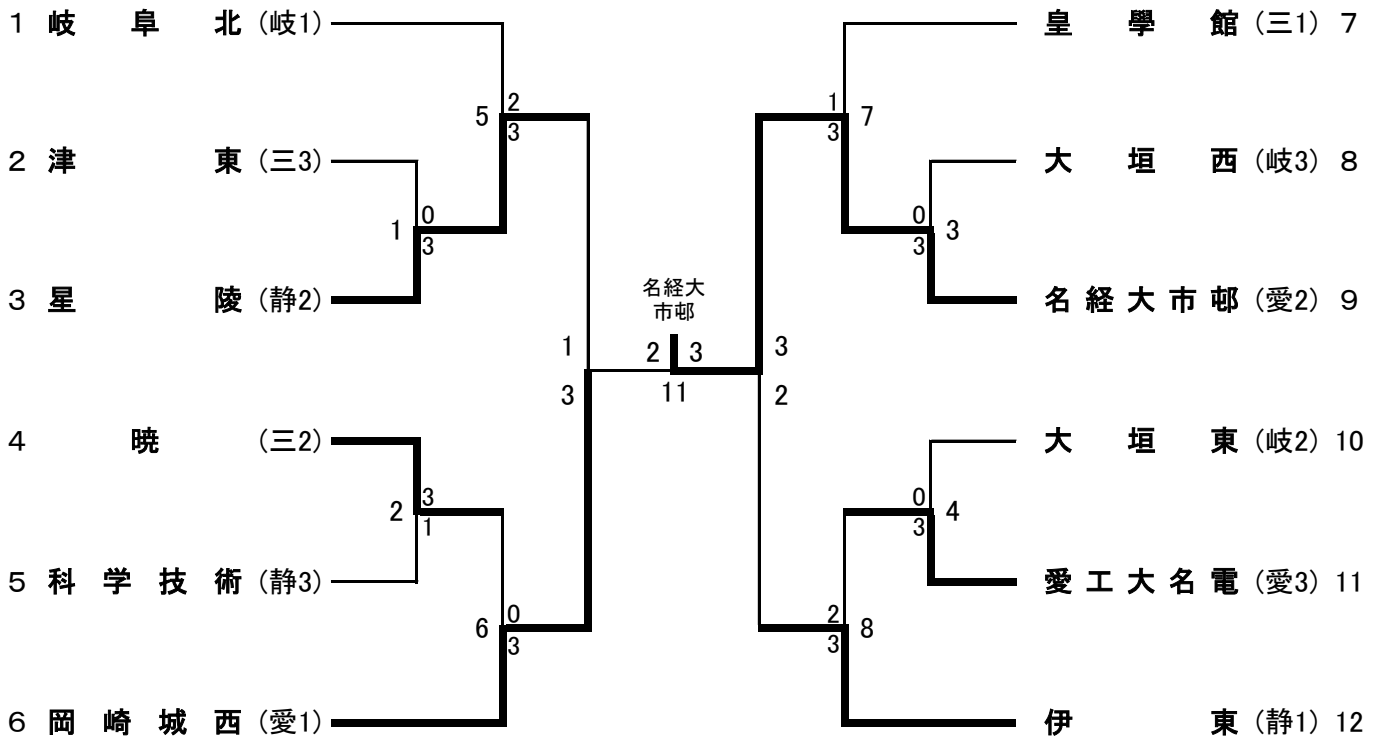 1 岐阜北 (岐1)
5
2
3
2 津東 (三3)
1
0
3
3 星陵 (静2)
1
3
4 暁 (三2)
2
3
1
5 科学技術 (静3)
6
0
3
6 岡崎城西 (愛1)
名経大
市邨
2 3
11
皇學館 (三1) 7
1
3
7
大垣西 (岐3) 8
0
3
3
名経大市邨 (愛2) 9
3
2
大垣東 (岐2) 10
0
3
4
愛工大名電 (愛3) 11
2
3
8
伊東 (静1) 12